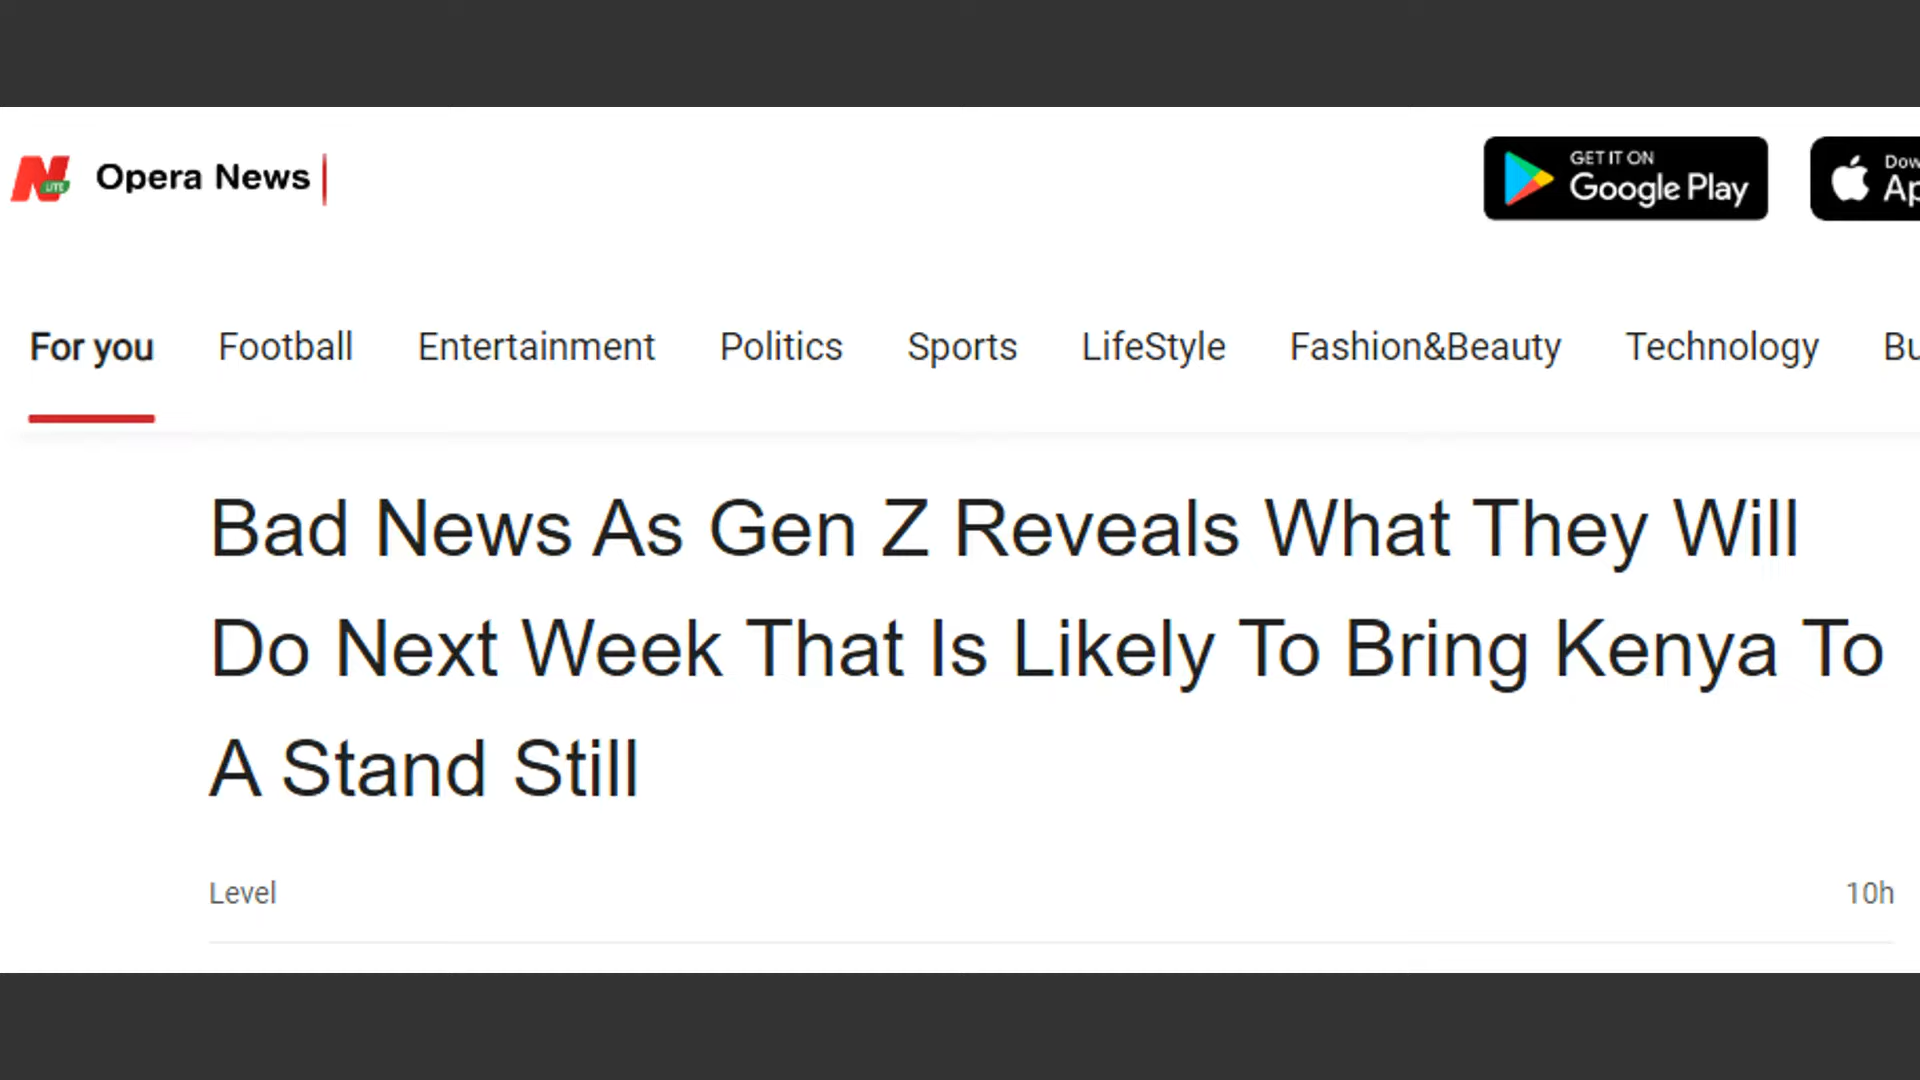 LITE
Opera News
GET IT ON
Google Play
For you Football Entertainment Politics Sports LifeStyle Fashion&Beauty Technology
Bad News As Gen Z Reveals What They Will
Do Next Week That Is Likely To Bring Kenya To
A Stand Still
Level 10h